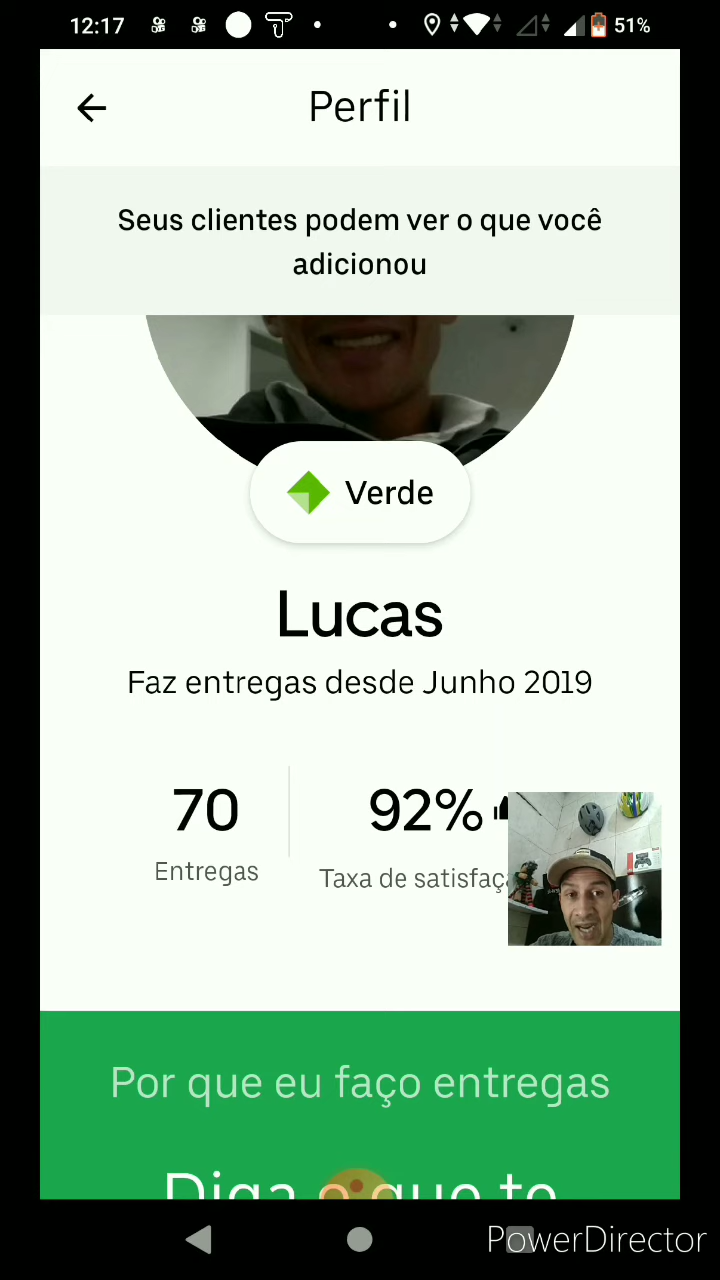 12:17
51%
Perfil
Seus clientes podem ver o que você
adicionou
Verde
Lucas
Faz entregas desde Junho 2019
70
92%
Entregas
Taxa de satisfaç
Por que eu faço entregas
Diga o que te
PowerDirector